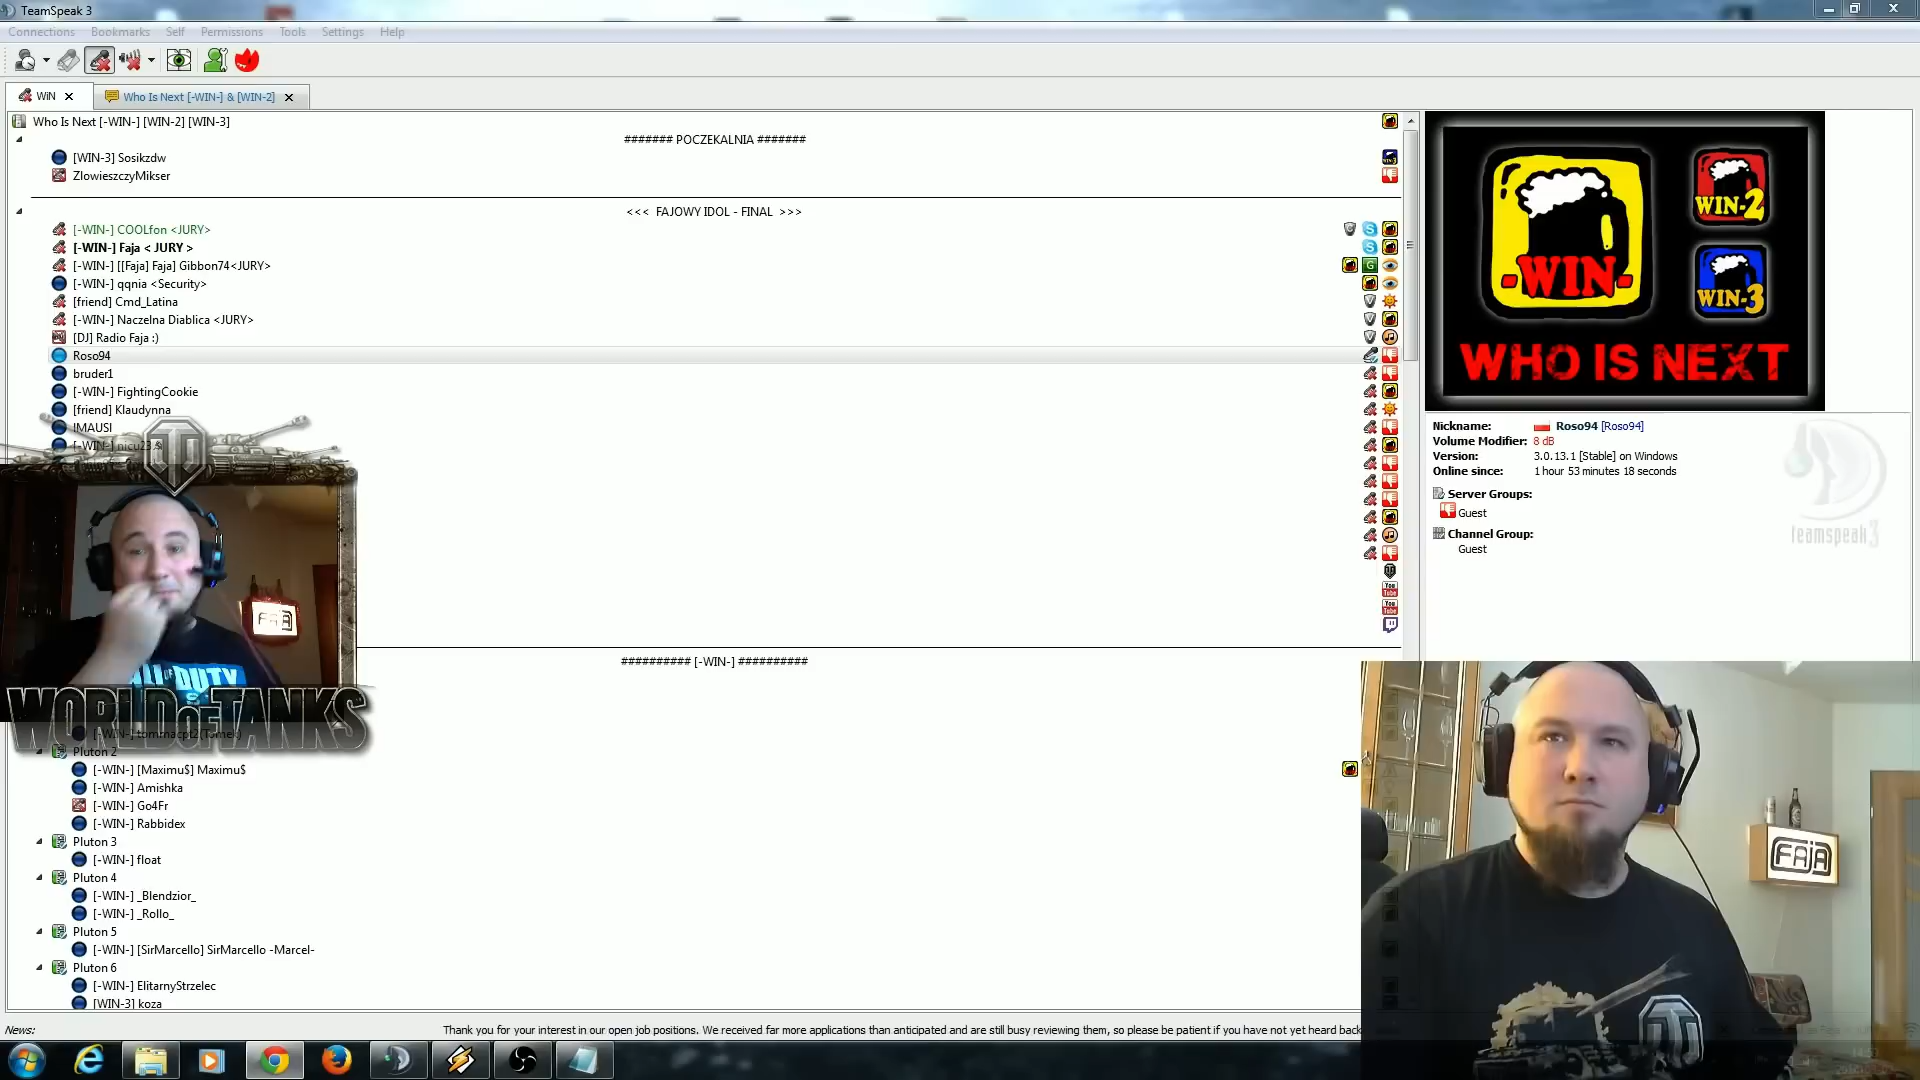 TeamSpeak 3
Connections Bookmarks Self Permissions Tools Settings Help
WiN
Who Is Next [-WIN-] & [WIN-2]
Who Is Next [-WIN-] [WIN-2] [WIN-3]
####### POCZEKALNIA #######
[WIN-3] Sosikzdw
ZlowieszczyMikser
<<< FAJOWY IDOL - FINAL >>>
[-WIN-] COOLfon <JURY>
[-WIN-] Faja < JURY >
[-WIN-] [[Faja] Faja] Gibbon74<JURY>
[-WIN-] qqnia <Security>
[friend] Cmd_Latina
[-WIN-] Naczelna Diablica <JURY>
[DJ] Radio Faja :)
Roso94
bruder1
[-WIN-] FightingCookie
[friend] Klaudynna
!MAUS!
[-WIN-] nicu23
FAJA
CALL OF DUTY
WORLD OF TANKS
########## [-WIN-] ##########
Pluton 2
[-WIN-] [Maximu$] Maximu$
[-WIN-] Amishka
[-WIN-] Go4Fr
[-WIN-] Rabbidex
Pluton 3
[-WIN-] float
Pluton 4
[-WIN-] _Blendzior_
[-WIN-] _Rollo_
Pluton 5
[-WIN-] [SirMarcello] SirMarcello -Marcel-
Pluton 6
[-WIN-] ElitarnyStrzelec
[WIN-3] koza
-WIN-
WIN-2
WIN-3
WHO IS NEXT
Nickname: Roso94 [Roso94]
Volume Modifier: 8 dB
Version: 3.0.13.1 [Stable] on Windows
Online since: 1 hour 53 minutes 18 seconds
Server Groups:
Guest
Channel Group:
Guest
teamspeak3
FAJA
News: Thank you for your interest in our open job positions. We received far more applications than anticipated and are still busy reviewing them, so please be patient if you have not yet heard back